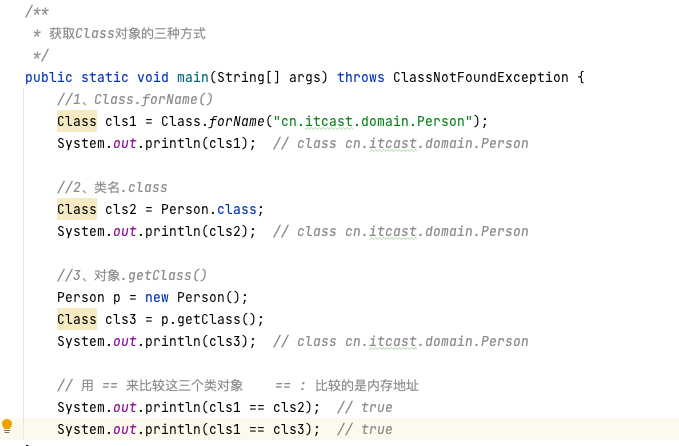 /**
 * 获取Class对象的三种方式
 */
public static void main(String[] args) throws ClassNotFoundException {
    //1、Class.forName()
    Class cls1 = Class.forName("cn.itcast.domain.Person");
    System.out.println(cls1);  // class cn.itcast.domain.Person

    //2、类名.class
    Class cls2 = Person.class;
    System.out.println(cls2);  // class cn.itcast.domain.Person

    //3、对象.getClass()
    Person p = new Person();
    Class cls3 = p.getClass();
    System.out.println(cls3);  // class cn.itcast.domain.Person

    // 用 == 来比较这三个类对象    == : 比较的是内存地址
    System.out.println(cls1 == cls2);  // true
    System.out.println(cls1 == cls3);  // true